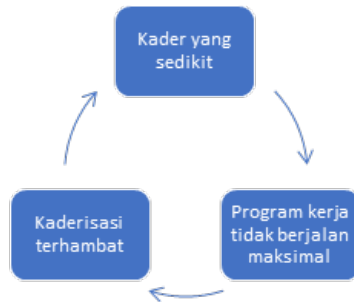 Kader yang
sedikit
Program kerja
tidak berjalan
maksimal
Kaderisasi
terhambat